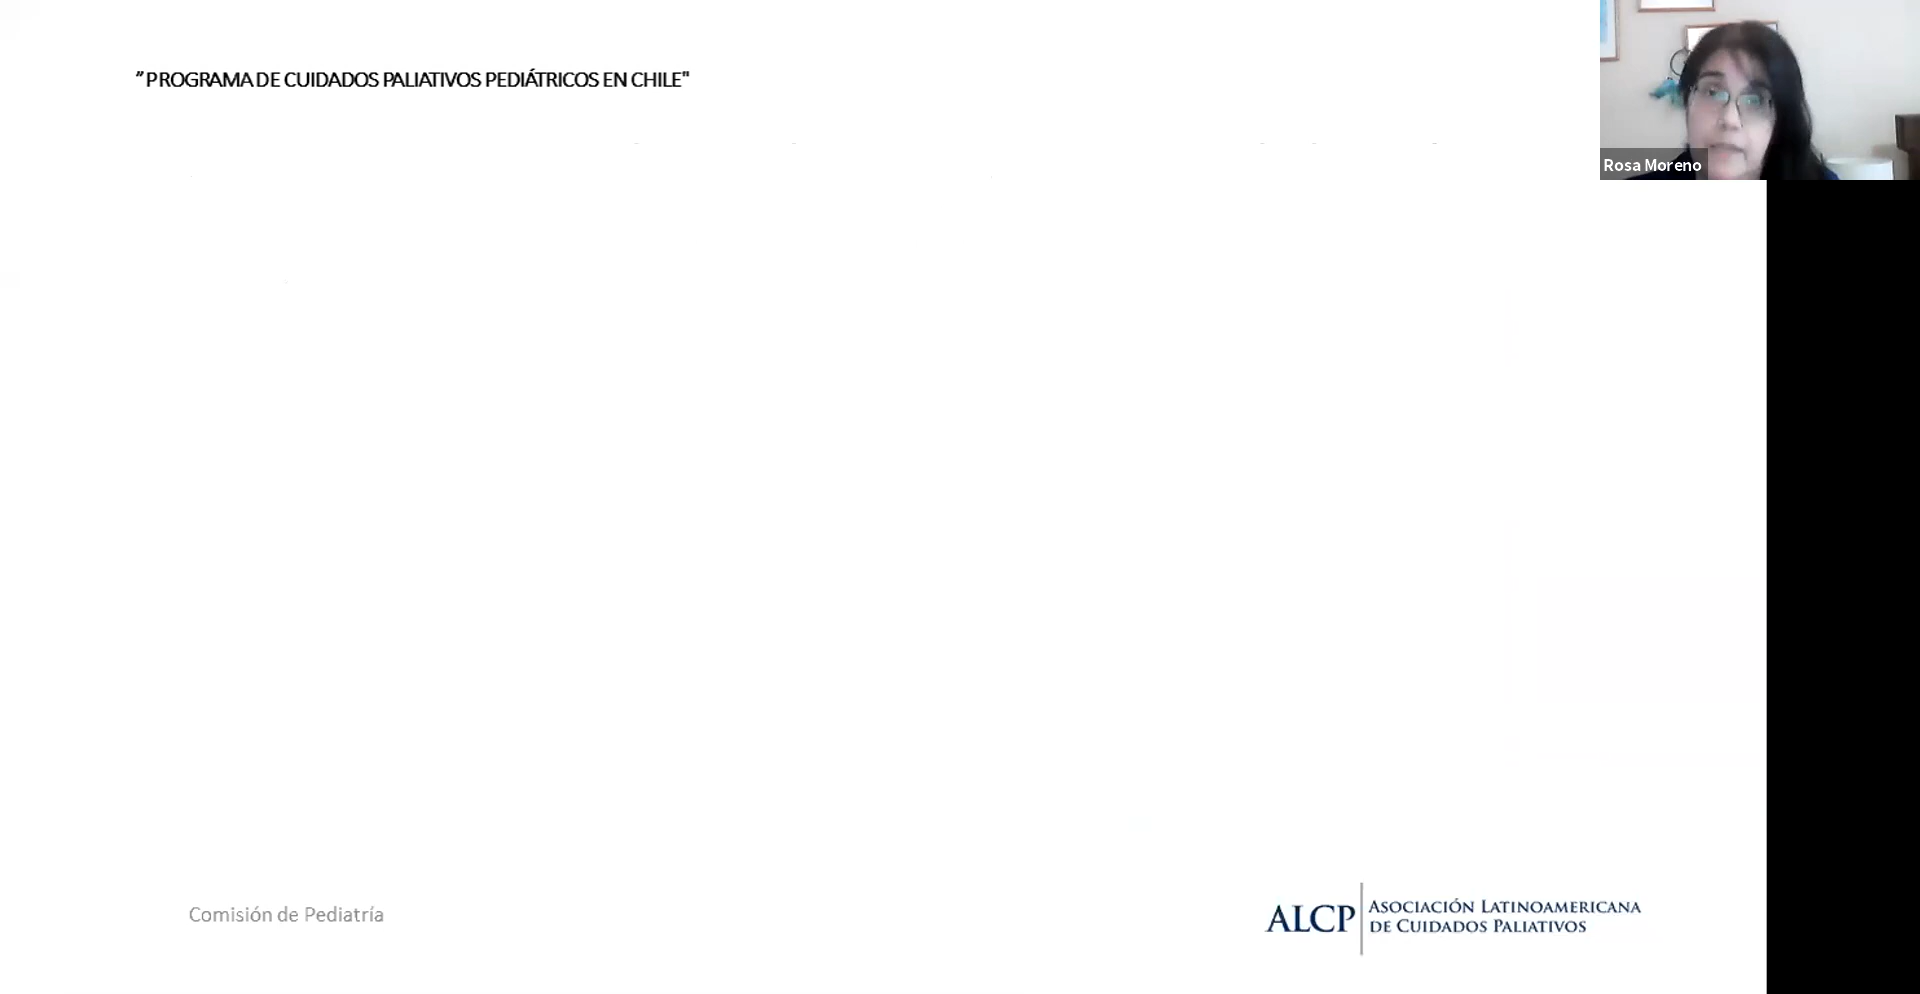 ”PROGRAMA DE CUIDADOS PALIATIVOS PEDIÁTRICOS EN CHILE"
Rosa Moreno
Comisión de Pediatría
ALCP
ASOCIACIÓN LATINOAMERICANA
DE CUIDADOS PALIATIVOS